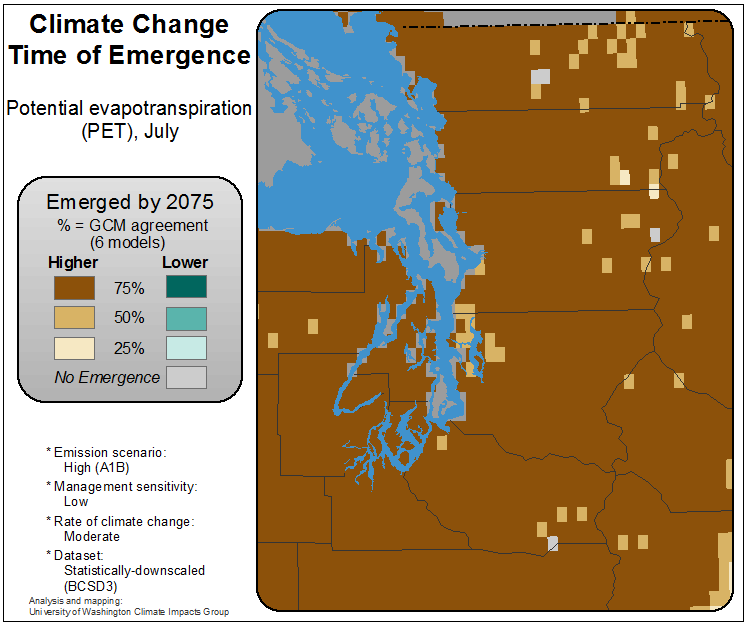 Climate Change
Time of Emergence
Potential evapotranspiration
(PET), July
Emerged by 2075
% = GCM agreement
(6 models)
Higher Lower
75%
50%
25%
No Emergence
* Emission scenario:
High (A1B)
* Management sensitivity:
Low
* Rate of climate change:
Moderate
* Dataset:
Statistically-downscaled
(BCSD3)
Analysis and mapping:
University of Washington Climate Impacts Group